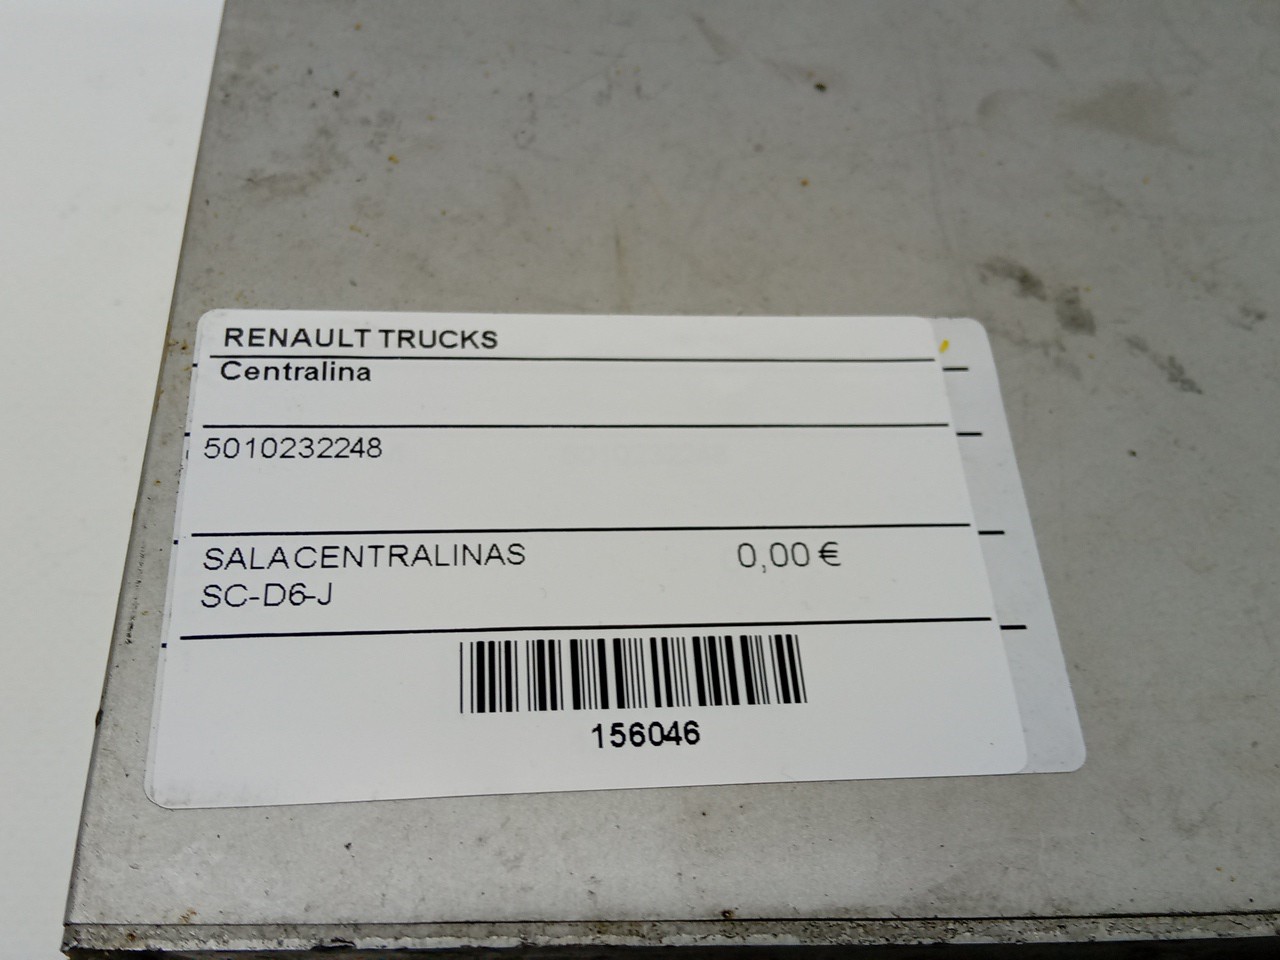 RENAULT TRUCKS
Centralina
5010232248
SALACENTRALINAS 0,00 €
SC-D6-J
156046